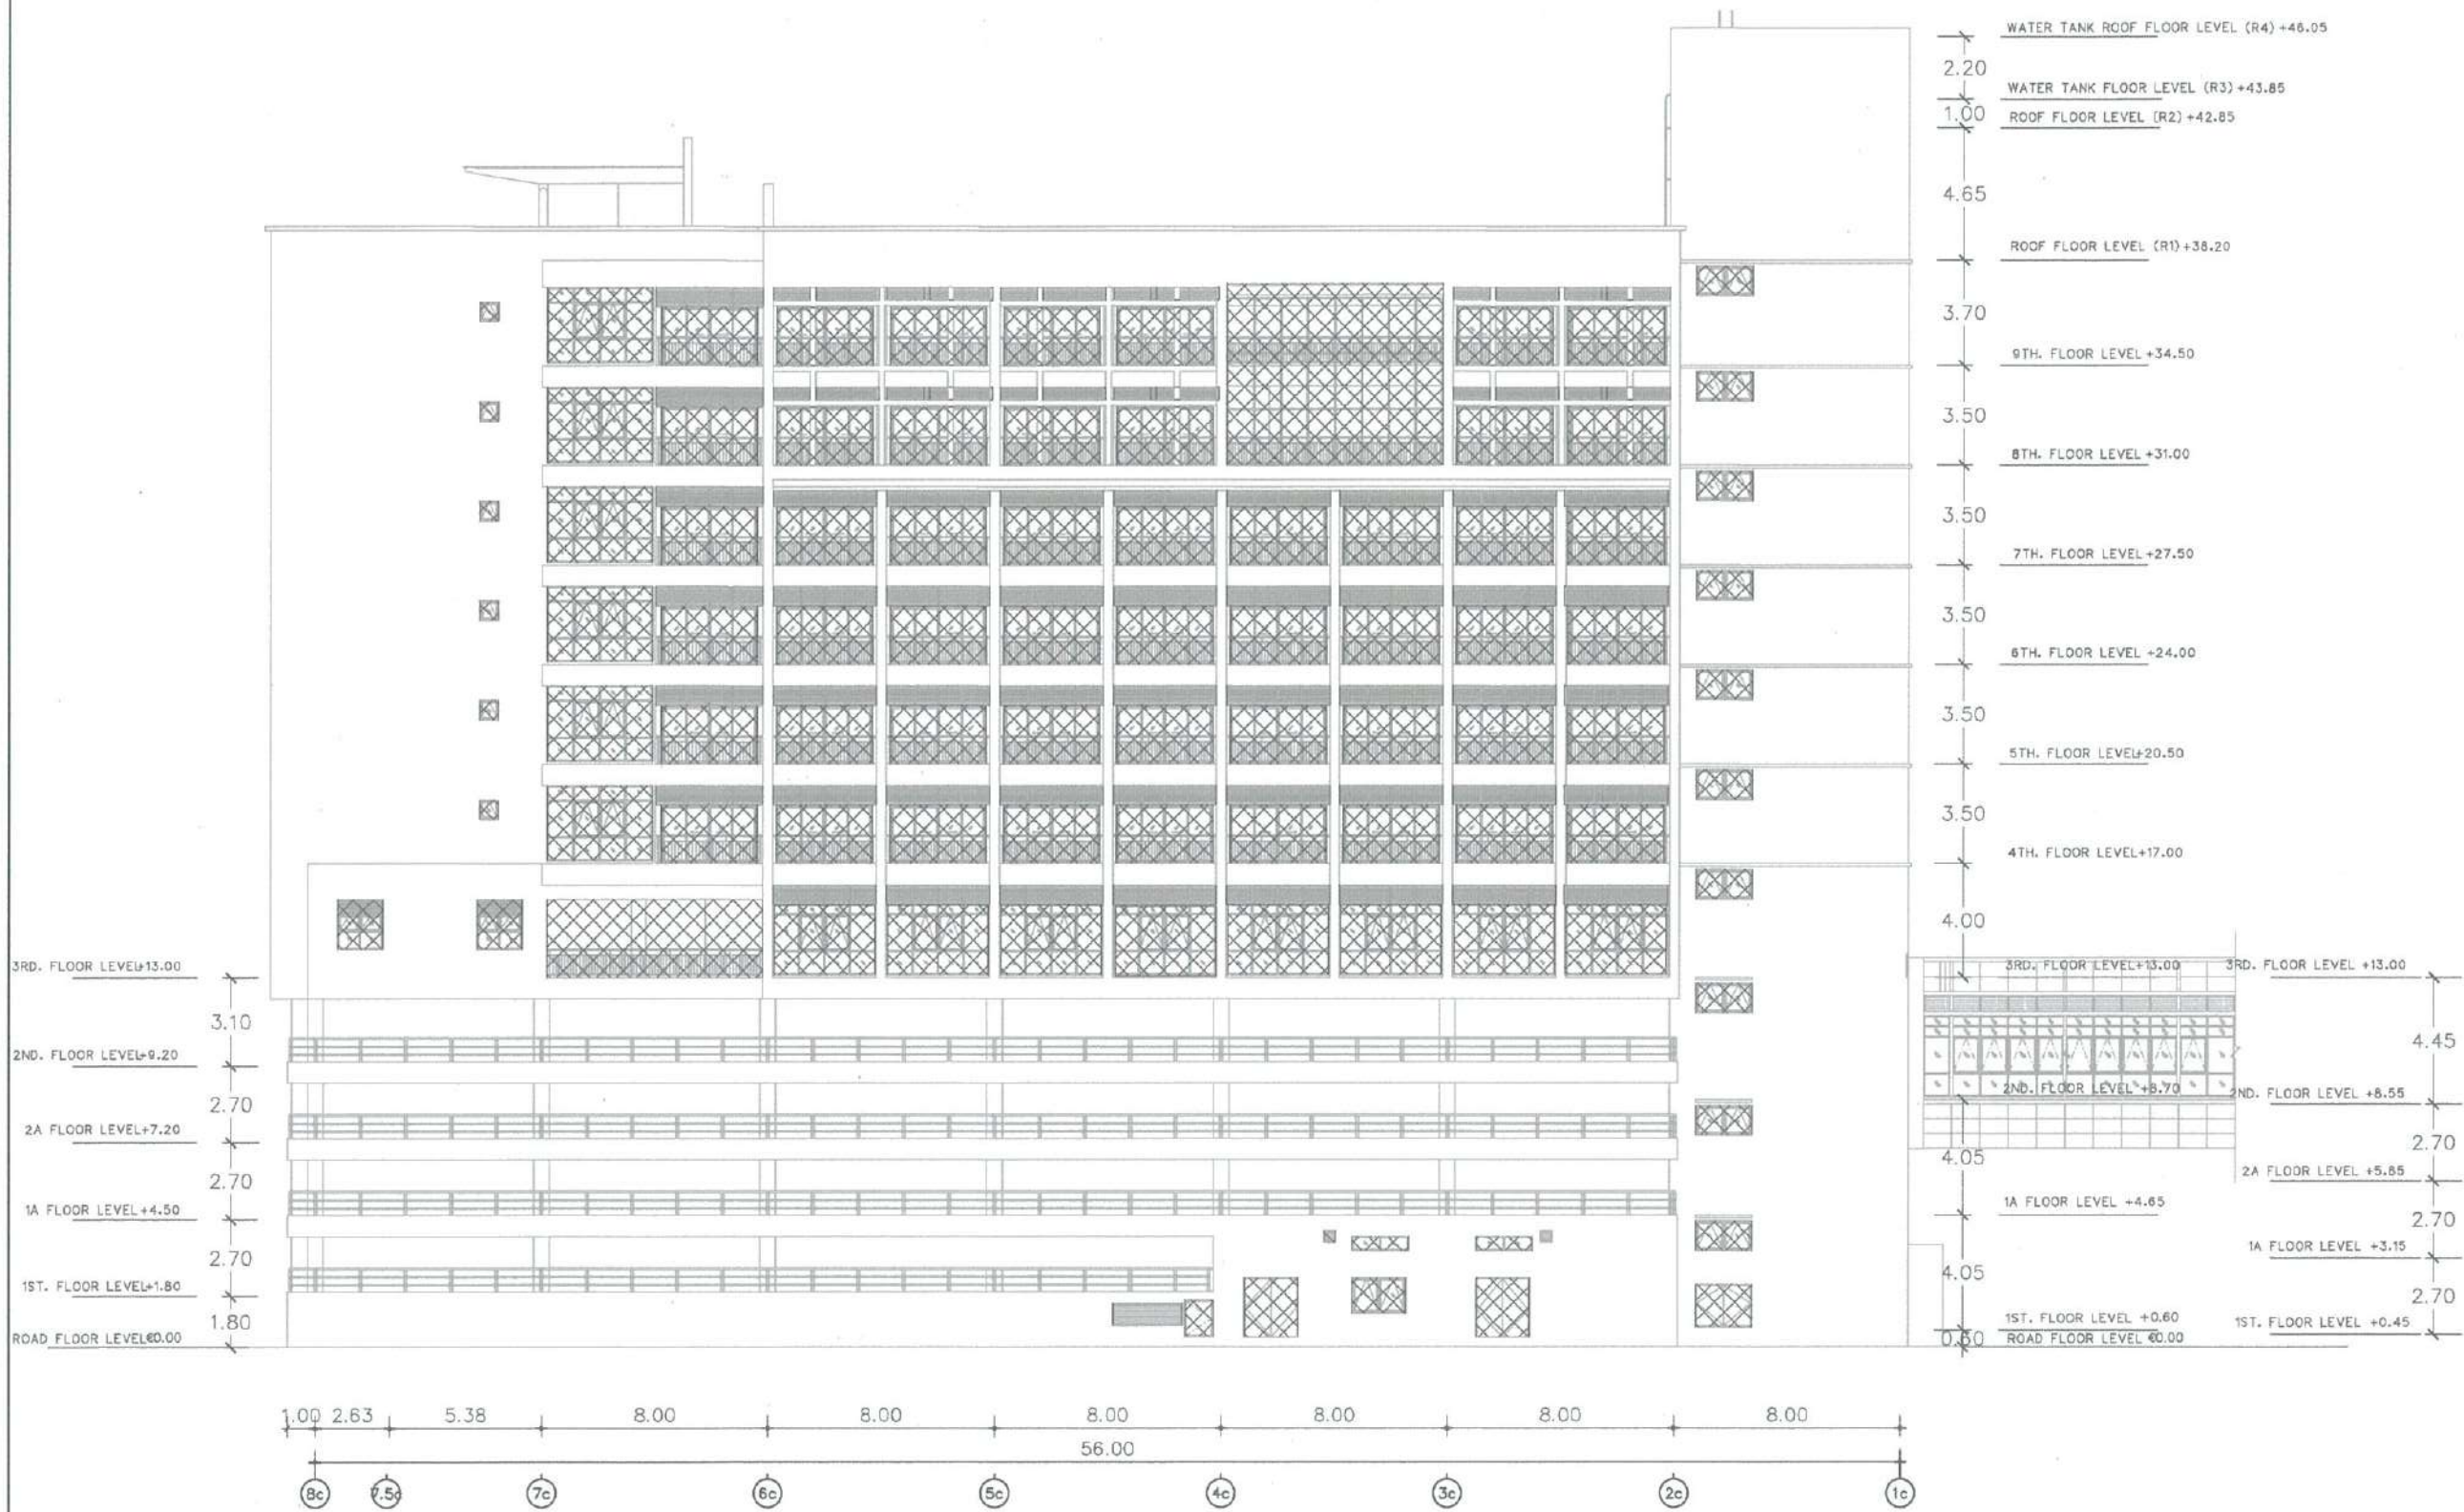 WATER TANK ROOF FLOOR LEVEL (R4) +46.05
2.20
WATER TANK FLOOR LEVEL (R3) +43.85
1.00
ROOF FLOOR LEVEL (R2) +42.85
4.65
ROOF FLOOR LEVEL (R1) +38.20
3.70
9TH. FLOOR LEVEL +34.50
3.50
8TH. FLOOR LEVEL +31.00
3.50
7TH. FLOOR LEVEL +27.50
3.50
6TH. FLOOR LEVEL +24.00
3.50
5TH. FLOOR LEVEL+20.50
3.50
4TH. FLOOR LEVEL+17.00
4.00
3RD. FLOOR LEVEL+13.00
3RD. FLOOR LEVEL+13.00
3RD. FLOOR LEVEL +13.00
3.10
4.45
2ND. FLOOR LEVEL+9.20
2ND. FLOOR LEVEL +8.70
2ND. FLOOR LEVEL +8.55
2.70
2.70
2A FLOOR LEVEL+7.20
4.05
2A FLOOR LEVEL +5.85
2.70
1A FLOOR LEVEL+4.50
1A FLOOR LEVEL +4.65
2.70
2.70
1A FLOOR LEVEL +3.15
4.05
1ST. FLOOR LEVEL+1.80
2.70
1.80
1ST. FLOOR LEVEL +0.60
1ST. FLOOR LEVEL +0.45
ROAD FLOOR LEVEL €0.00
0.60
ROAD FLOOR LEVEL €0.00
1.00 2.63 5.38 8.00 8.00 8.00 8.00 8.00 8.00
56.00
8c 7.5c 7c 6c 5c 4c 3c 2c 1c